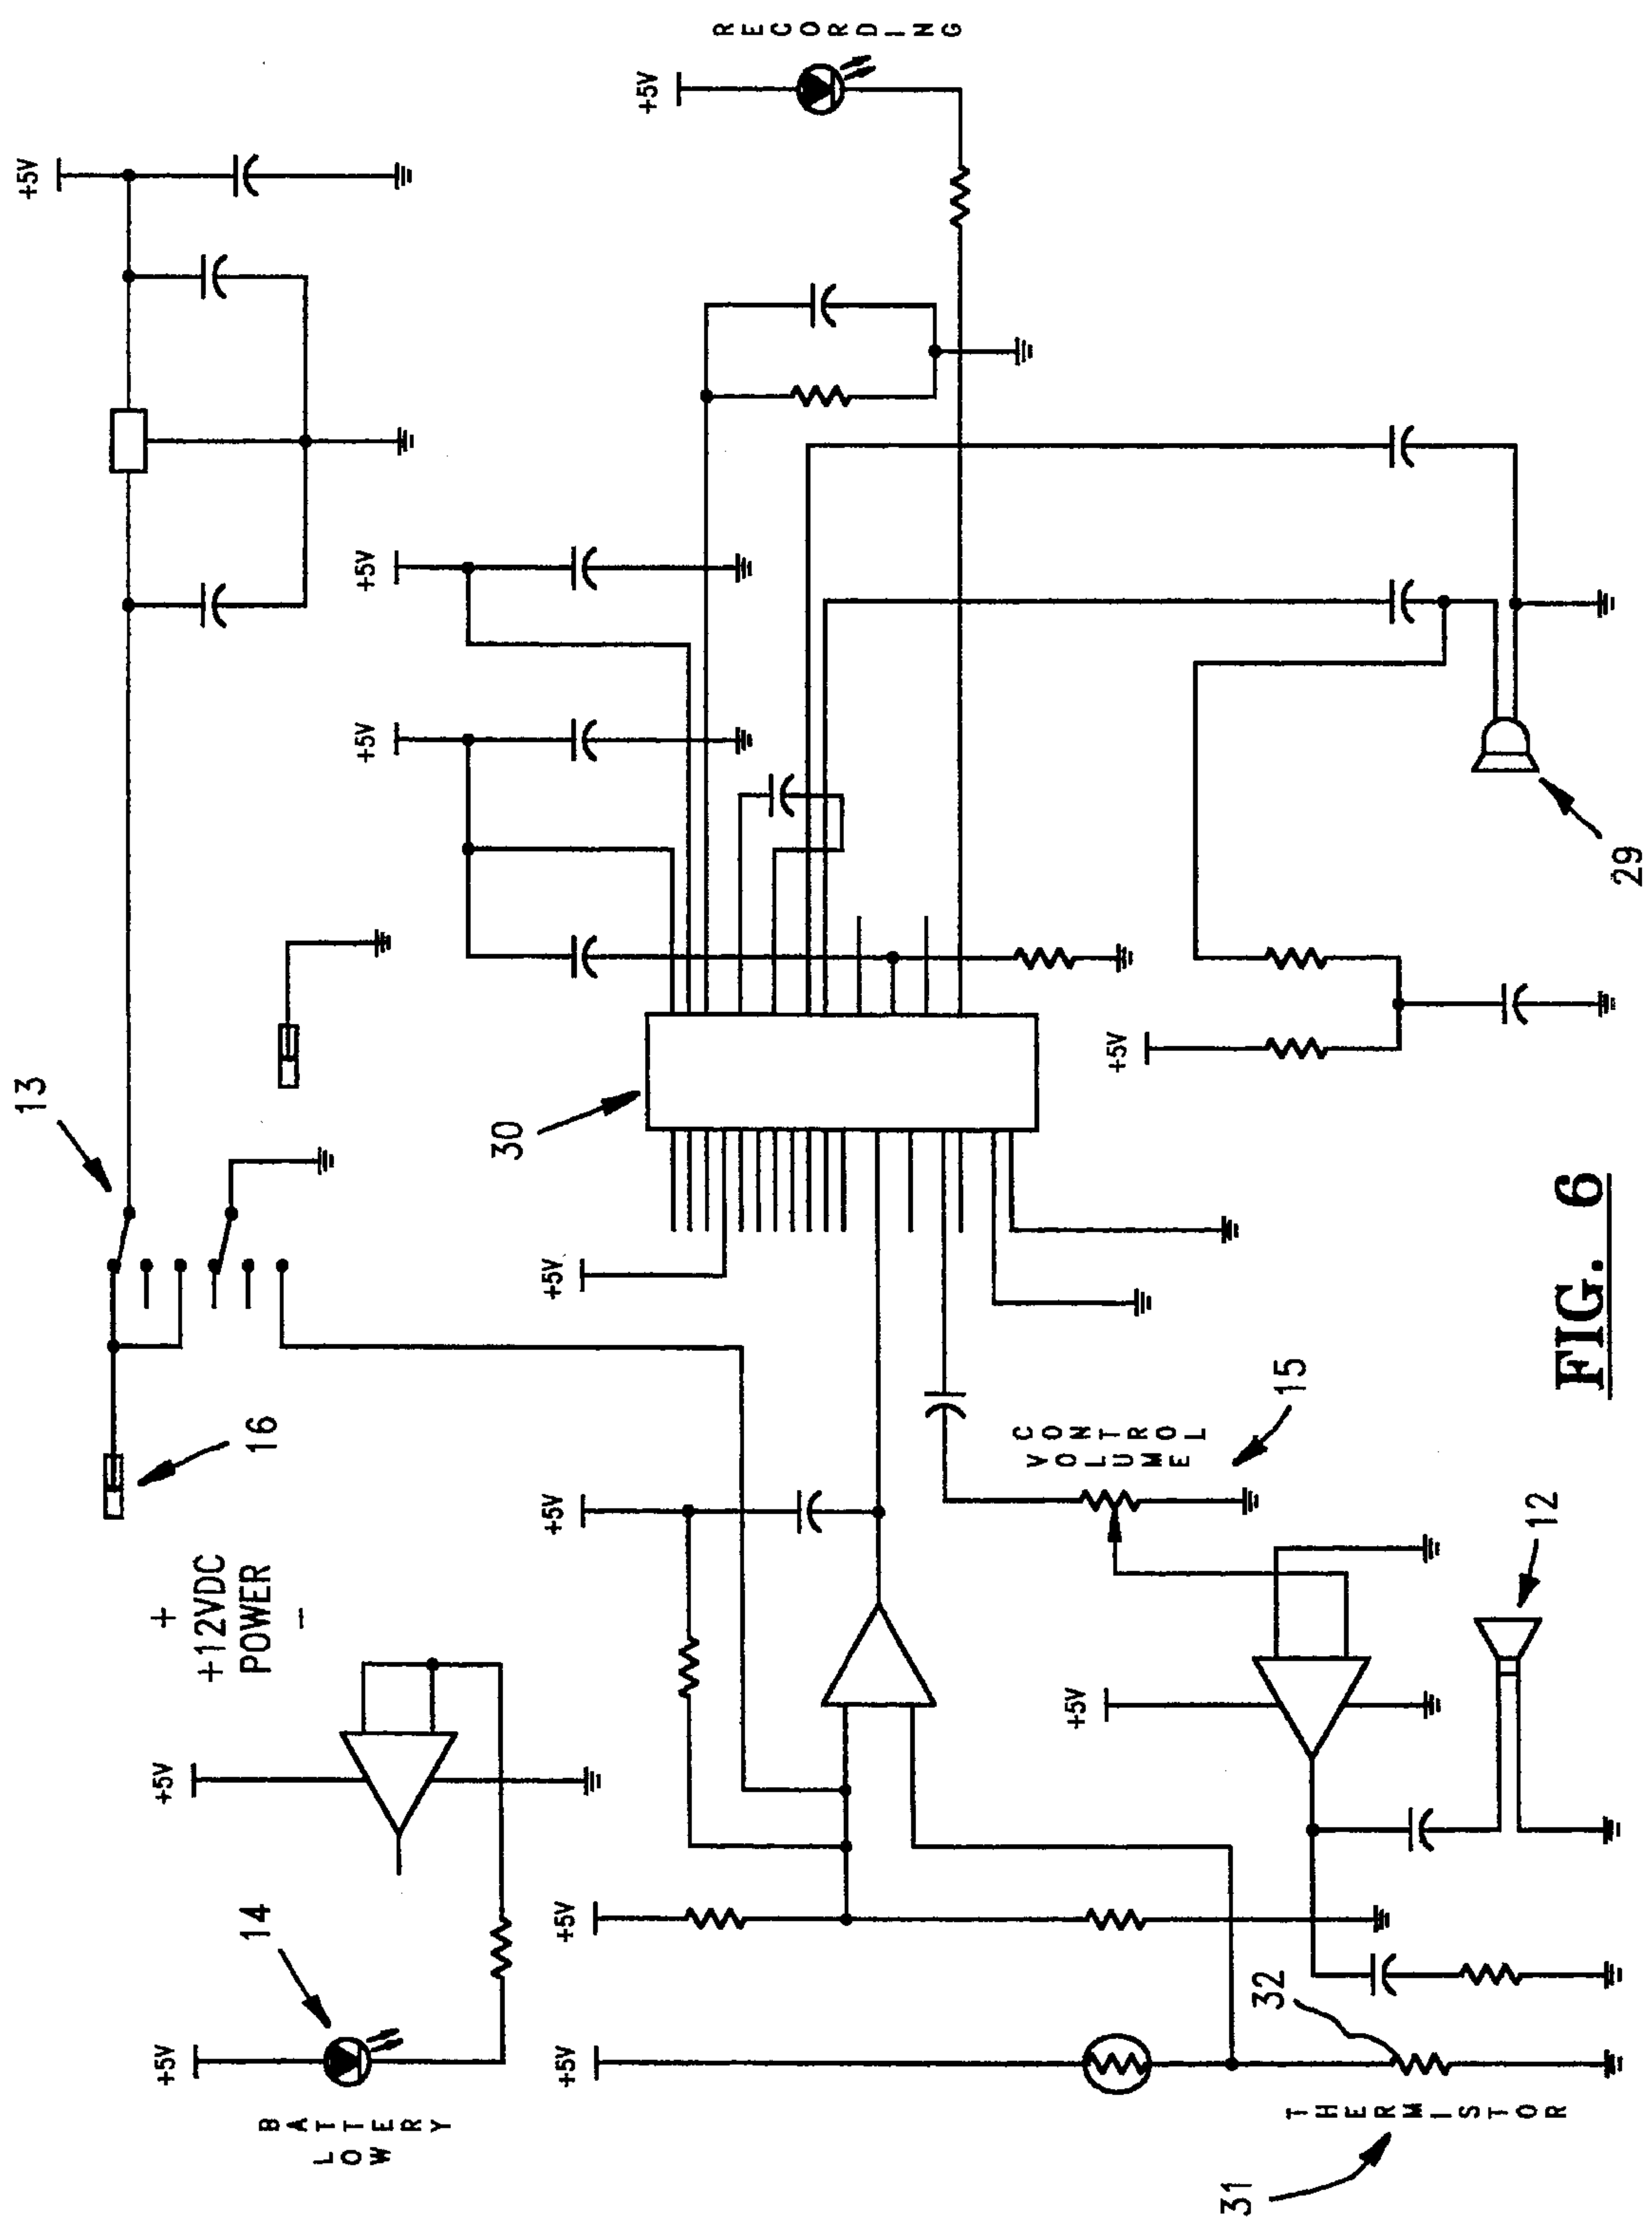 RECORDING
+5V
+5V
+5V
+5V
29
13
30
+5V
+5V
FIG. 6
16
15
CONTROL
VOLUME
+5V
12
+
+12VDC
POWER
-
+5V
+5V
14
+5V
32
+5V
+5V
BATTERY
LOW
THERMISTOR
31